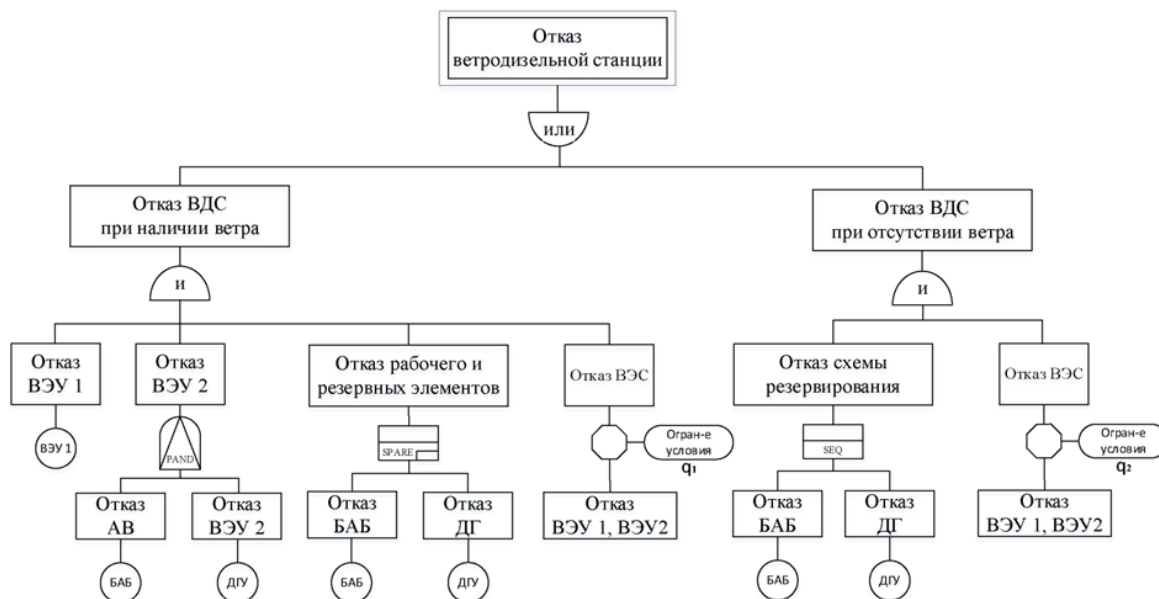 Отказ
ветродизельной станции
или
Отказ ВДС
при наличии ветра
Отказ ВДС
при отсутствии ветра
и
и
Отказ
ВЭУ 1
Отказ
ВЭУ 2
Отказ рабочего и
резервных элементов
Отказ ВЭС
Отказ схемы
резервирования
Отказ ВЭС
ВЭУ 1
PAND
SPARE
Огран-е
условия
q₁
SEQ
Огран-е
условия
q₂
Отказ
АВ
Отказ
ВЭУ 2
Отказ
БАБ
Отказ
ДГ
Отказ
ВЭУ 1, ВЭУ2
Отказ
БАБ
Отказ
ДГ
Отказ
ВЭУ 1, ВЭУ2
БАБ
ДГУ
БАБ
ДГУ
БАБ
ДГУ